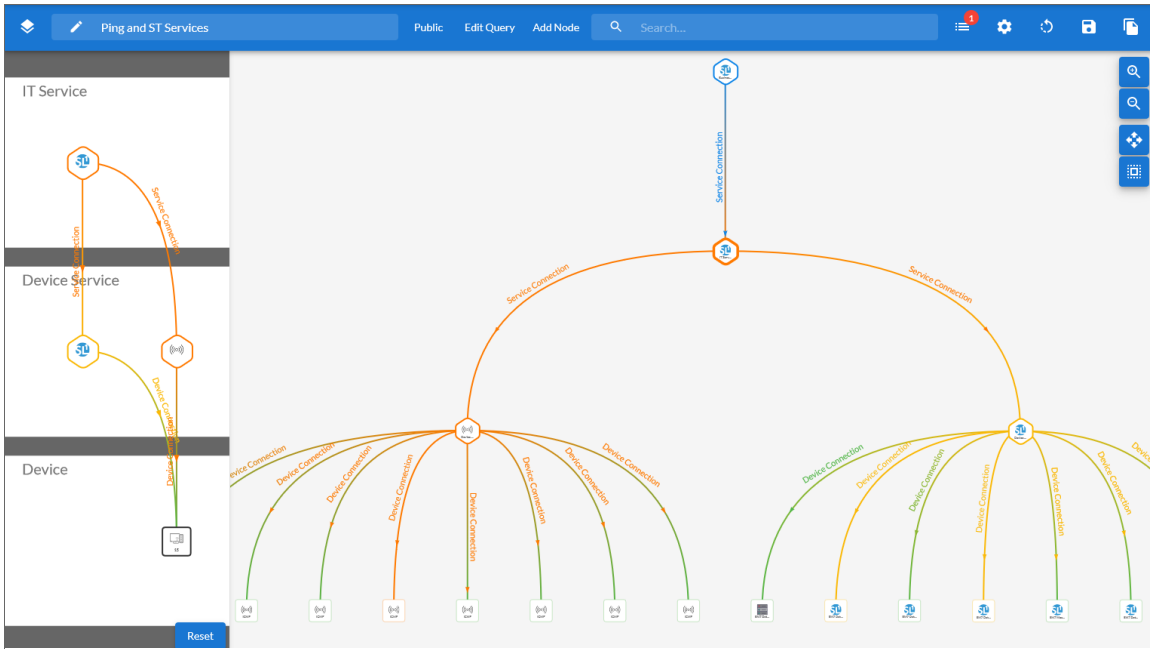 Ping and ST Services
Public
Edit Query
Add Node
Search...
1
IT Service
Service Connection
Service Connection
Device Service
Device Connection
Device Connection
Device
Reset
Service Connection
Service Connection
Service Connection
Device Connection
Device Connection
Device Connection
Device Connection
Device Connection
Device Connection
Device Connection
Device Connection
Device Connection
Device Connection
Device Connection
Device Connection
Device Connection
Device Connection